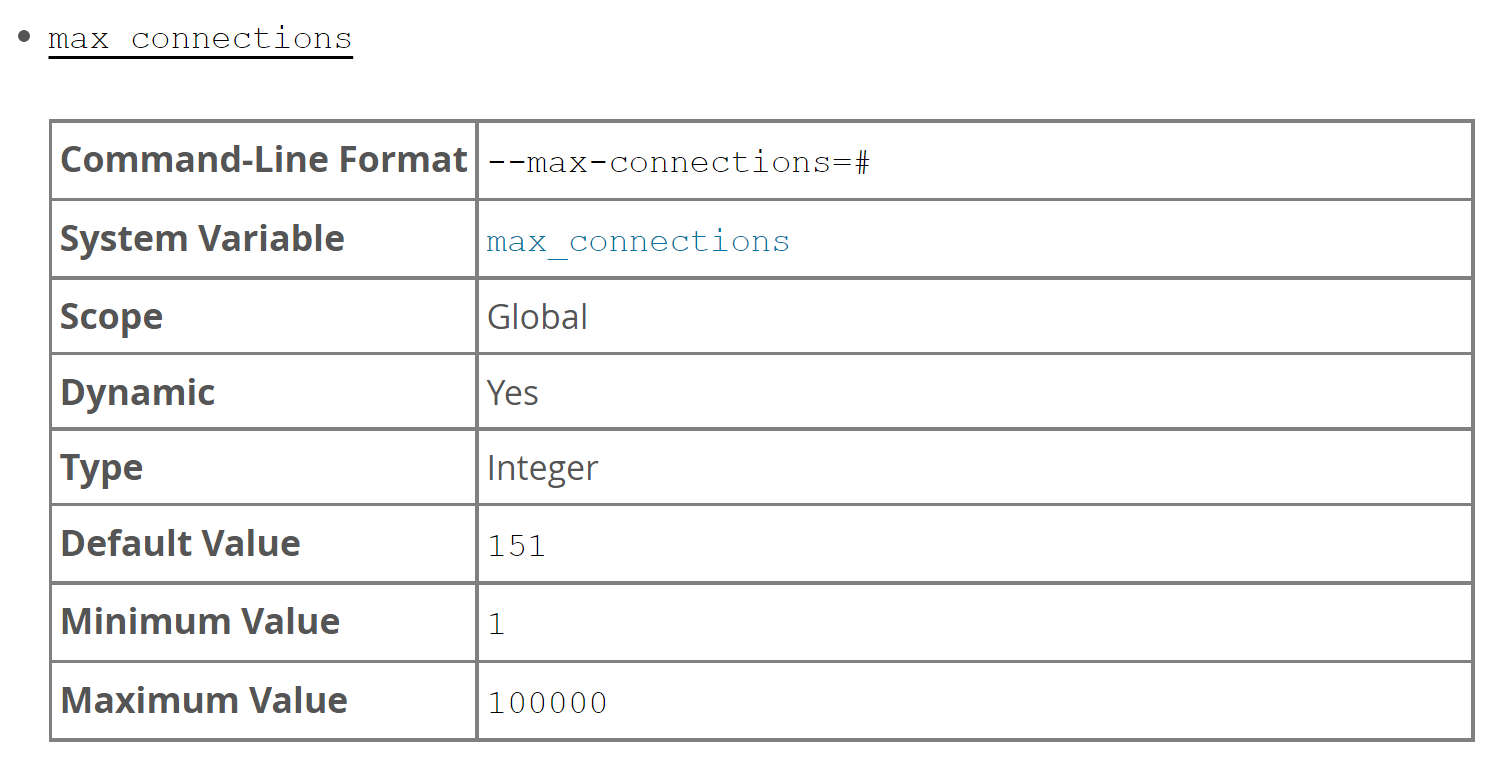 max_connections
Command-Line Format --max-connections=#
System Variable max_connections
Scope Global
Dynamic Yes
Type Integer
Default Value 151
Minimum Value 1
Maximum Value 100000